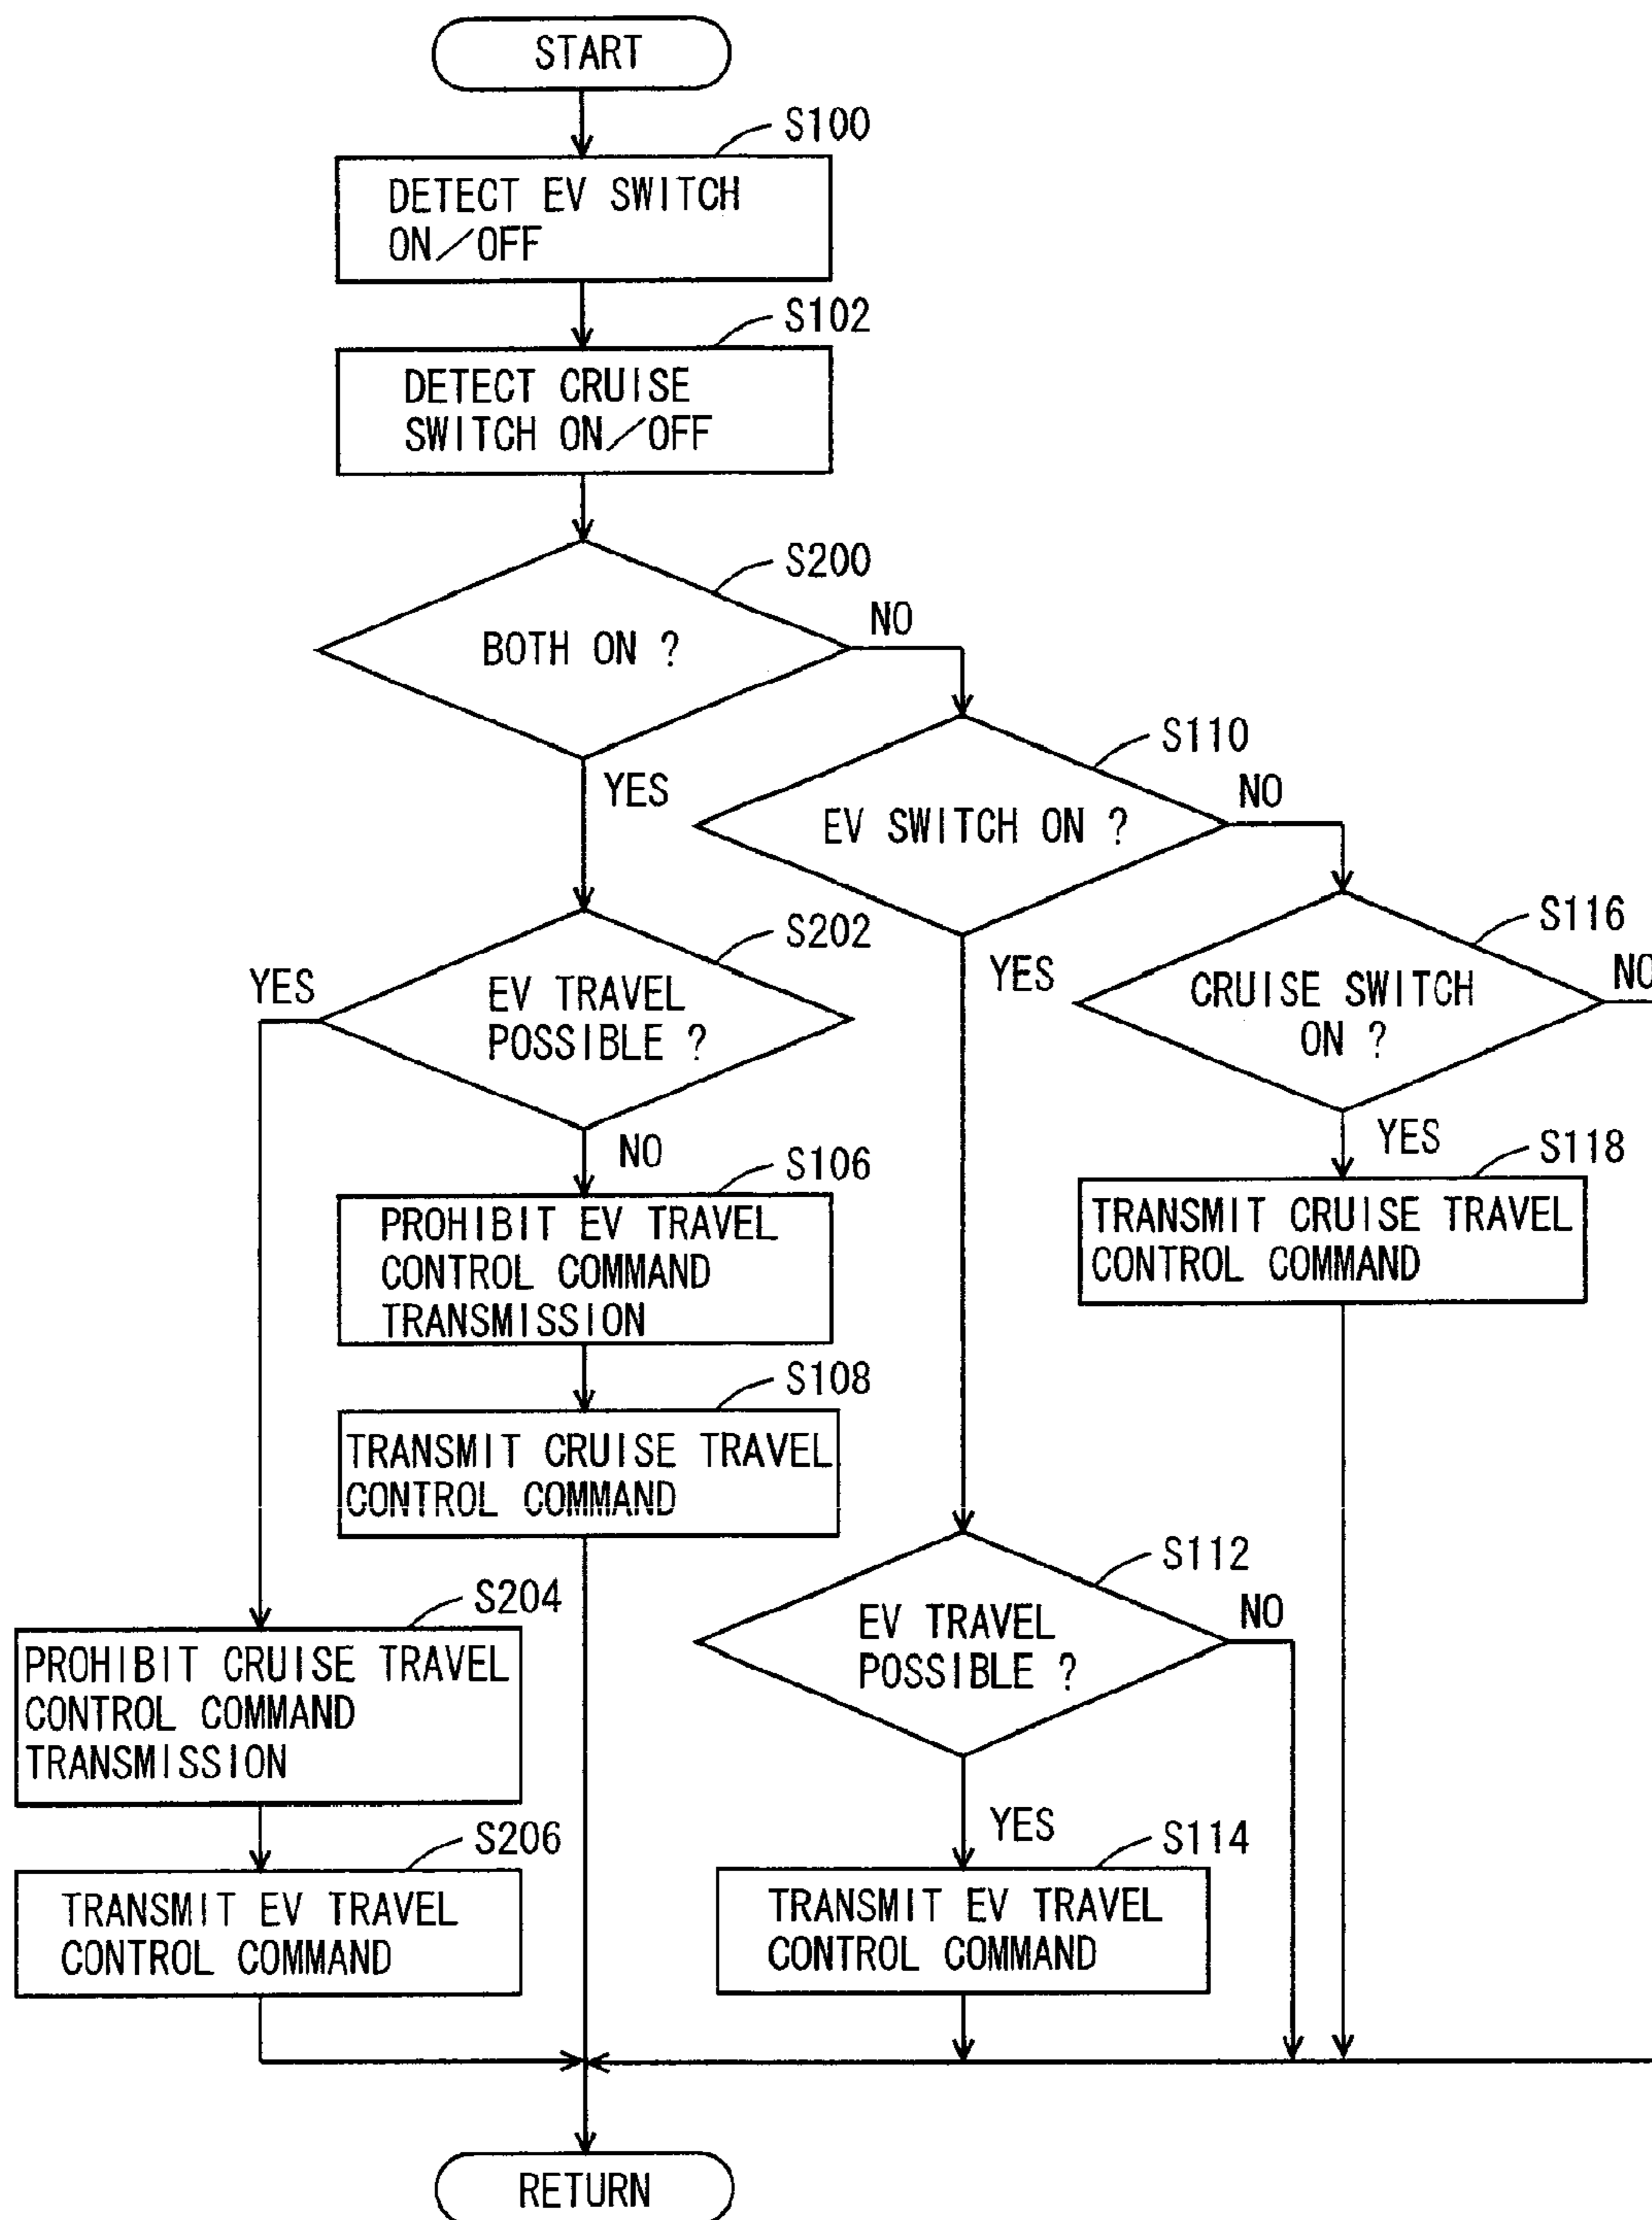 START
S100
DETECT EV SWITCH
ON/OFF
S102
DETECT CRUISE
SWITCH ON/OFF
S200
BOTH ON ?
NO
YES
S110
EV SWITCH ON ?
NO
YES
S202
EV TRAVEL
POSSIBLE ?
YES
NO
S116
CRUISE SWITCH
ON ?
NO
YES
S118
TRANSMIT CRUISE TRAVEL
CONTROL COMMAND
S106
PROHIBIT EV TRAVEL
CONTROL COMMAND
TRANSMISSION
S108
TRANSMIT CRUISE TRAVEL
CONTROL COMMAND
S112
EV TRAVEL
POSSIBLE ?
NO
YES
S204
PROHIBIT CRUISE TRAVEL
CONTROL COMMAND
TRANSMISSION
S206
TRANSMIT EV TRAVEL
CONTROL COMMAND
S114
TRANSMIT EV TRAVEL
CONTROL COMMAND
RETURN